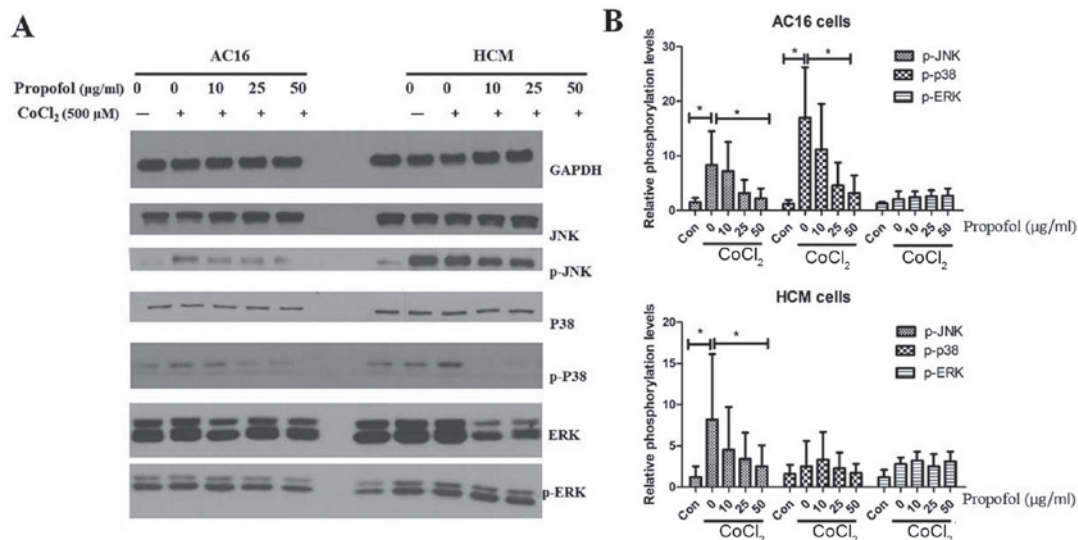 A
AC16 HCM
Propofol (µg/ml) 0 0 10 25 50 0 0 10 25 50
CoCl₂ (500 µM) — + + + + — + + + +
GAPDH
JNK
p-JNK
P38
p-P38
ERK
p-ERK
B
AC16 cells
Relative phosphorylation levels
30
20
10
0
* * * *
p-JNK
p-p38
p-ERK
Con 0 10 25 50 Con 0 10 25 50 Con 0 10 25 50 Propofol (µg/ml)
CoCl₂ CoCl₂ CoCl₂
HCM cells
Relative phosphorylation levels
20
15
10
5
0
* *
p-JNK
p-p38
p-ERK
Con 0 10 25 50 Con 0 10 25 50 Con 0 10 25 50 Propofol (µg/ml)
CoCl₂ CoCl₂ CoCl₂